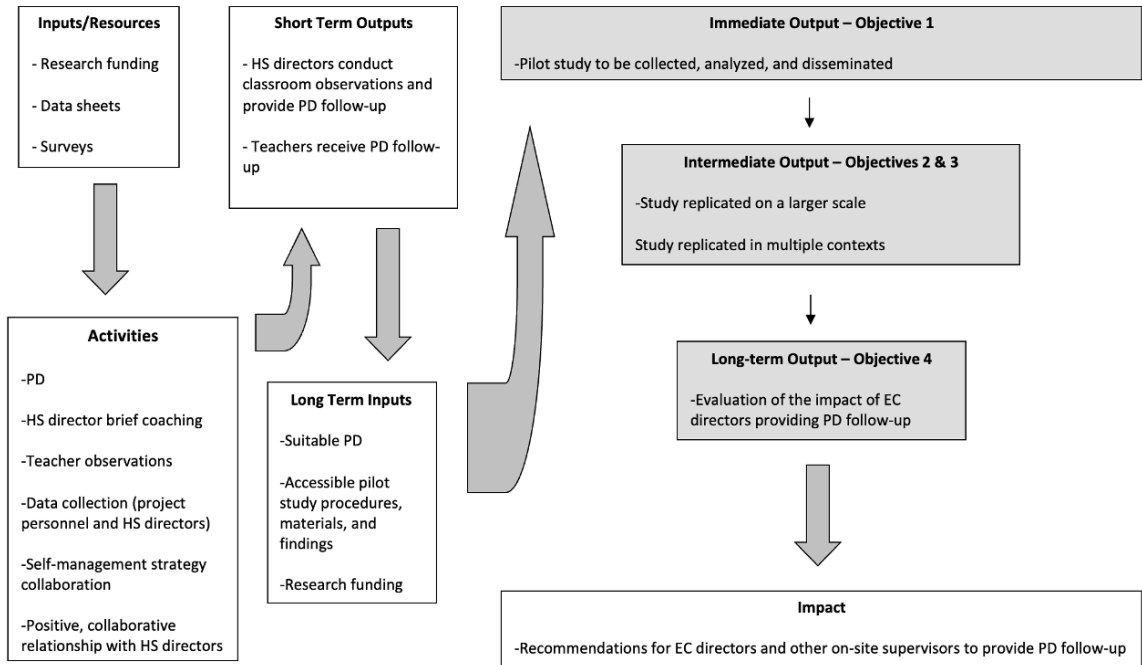 Inputs/Resources
- Research funding
- Data sheets
- Surveys
Activities
-PD
-HS director brief coaching
-Teacher observations
-Data collection (project
personnel and HS directors)
-Self-management strategy
collaboration
-Positive, collaborative
relationship with HS directors
Short Term Outputs
- HS directors conduct
classroom observations and
provide PD follow-up
- Teachers receive PD follow-
up
Long Term Inputs
-Suitable PD
-Accessible pilot
study procedures,
materials, and
findings
-Research funding
Immediate Output – Objective 1
-Pilot study to be collected, analyzed, and disseminated
Intermediate Output – Objectives 2 & 3
-Study replicated on a larger scale
Study replicated in multiple contexts
Long-term Output – Objective 4
-Evaluation of the impact of EC
directors providing PD follow-up
Impact
-Recommendations for EC directors and other on-site supervisors to provide PD follow-up